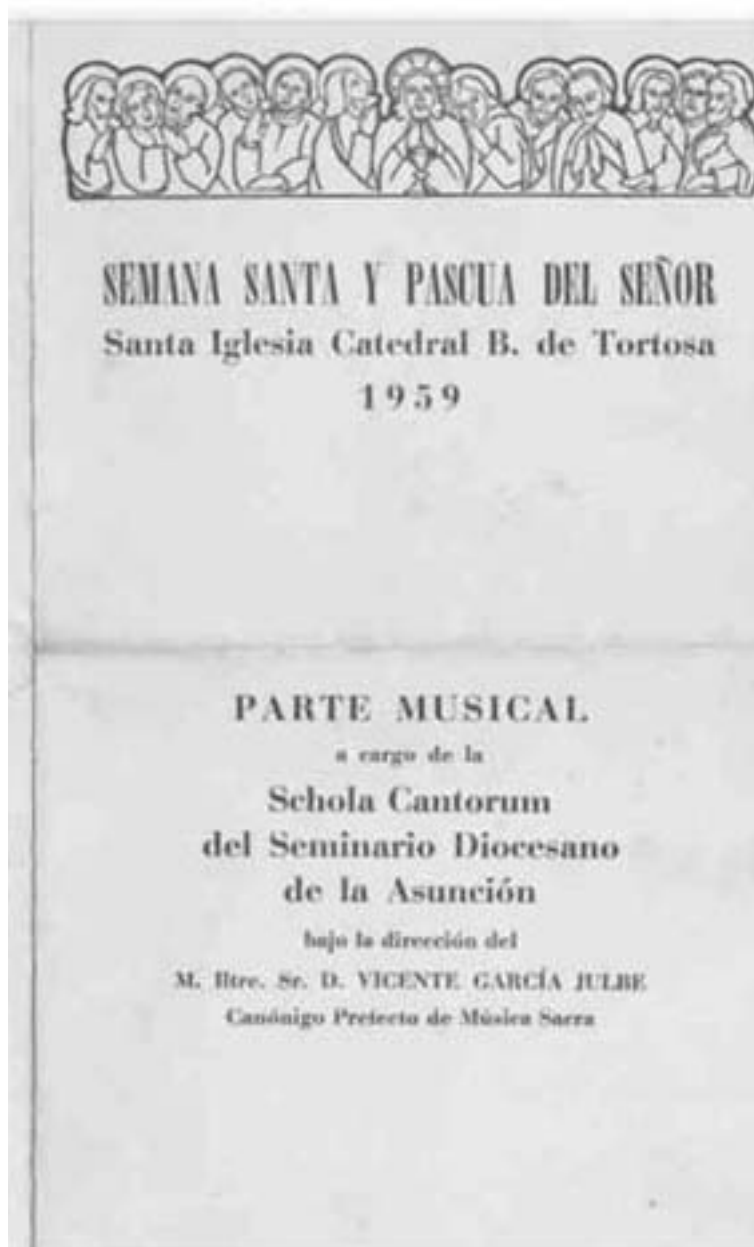 SEMANA SANTA Y PASCUA DEL SEÑOR
Santa Iglesia Catedral B. de Tortosa
1959
PARTE MUSICAL
a cargo de la
Schola Cantorum
del Seminario Diocesano
de la Asunción
bajo la dirección del
M. Iltre. Sr. D. VICENTE GARCÍA JULBE
Canónigo Prefecto de Música Sacra